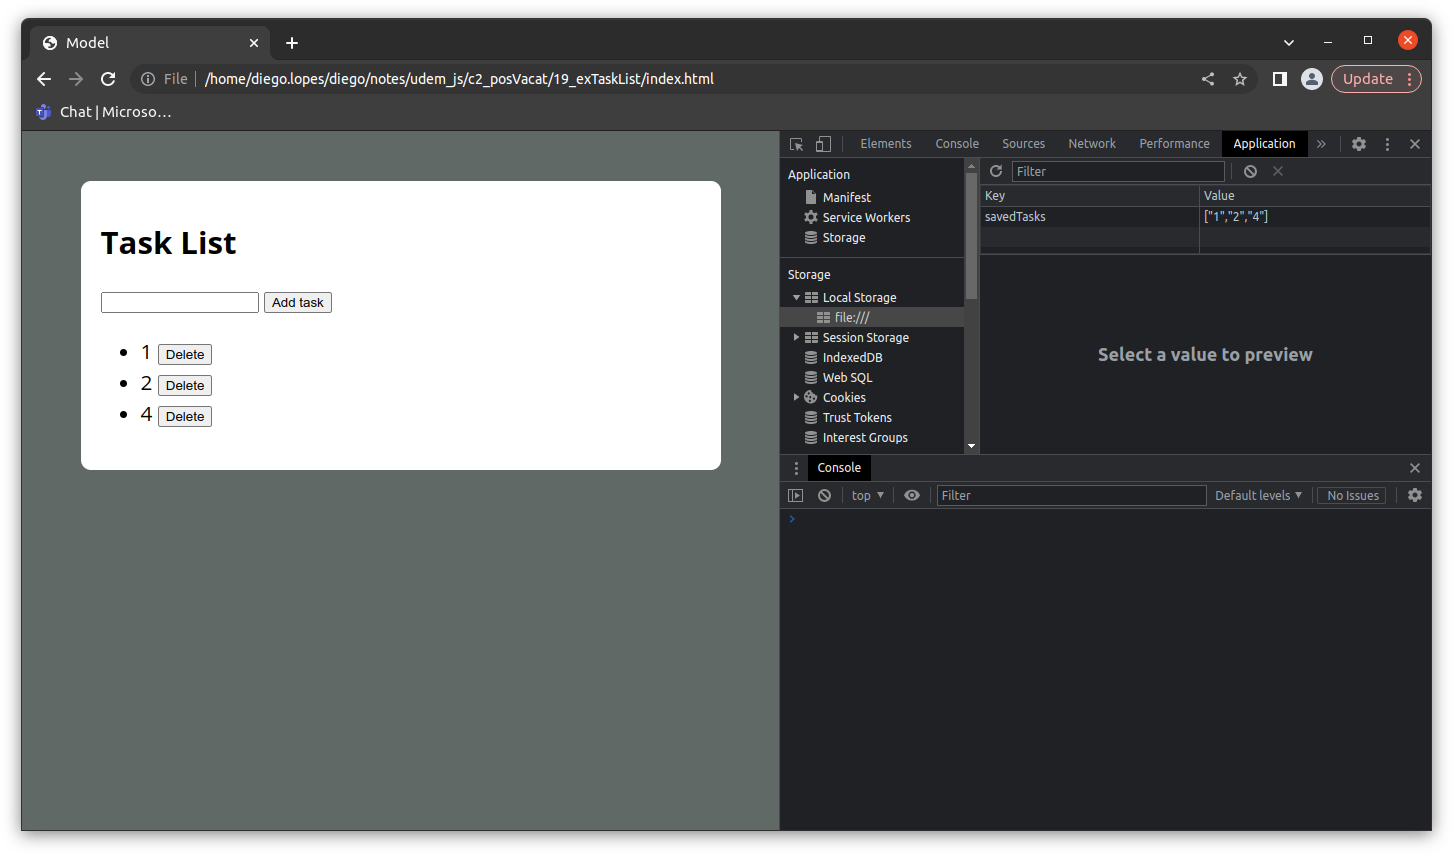 Model
File /home/diego.lopes/diego/notes/udem_js/c2_posVacat/19_exTaskList/index.html Update
Chat | Microso...
Task List
Add task
1 Delete
2 Delete
4 Delete
Elements Console Sources Network Performance Application »
Application
Manifest
Service Workers
Storage
Storage
Local Storage
file:///
Session Storage
IndexedDB
Web SQL
Cookies
Trust Tokens
Interest Groups
Filter
Key Value
savedTasks ["1","2","4"]
Select a value to preview
Console
top Filter Default levels No Issues